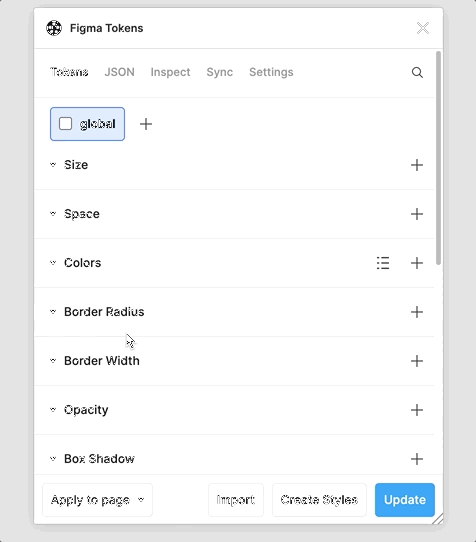 Figma Tokens
Tokens JSON Inspect Sync Settings
global
Size
Space
Colors
Border Radius
Border Width
Opacity
Box Shadow
Apply to page Import Create Styles Update